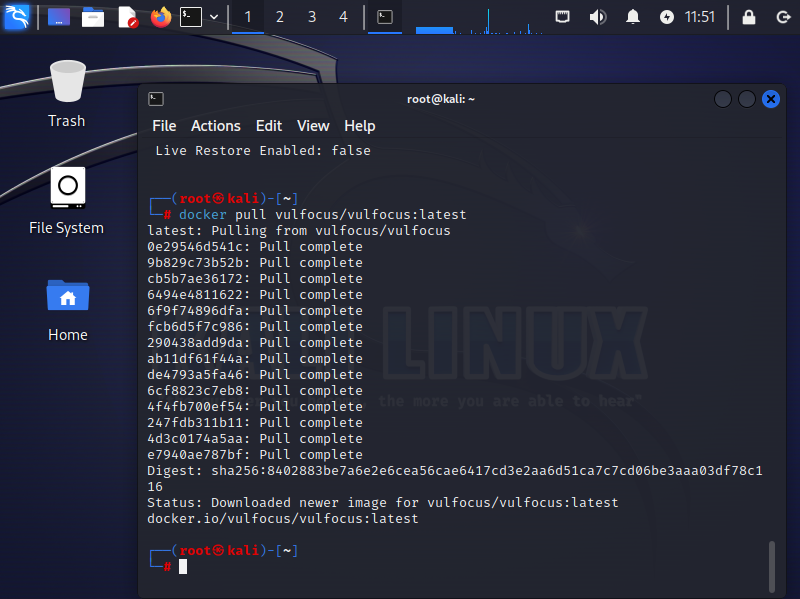 1 2 3 4 11:51
Trash
File System
Home
root@kali: ~
File Actions Edit View Help
Live Restore Enabled: false
┌──(root㉿kali)-[~]
└─# docker pull vulfocus/vulfocus:latest
latest: Pulling from vulfocus/vulfocus
0e29546d541c: Pull complete
9b829c73b52b: Pull complete
cb5b7ae36172: Pull complete
6494e4811622: Pull complete
6f9f74896dfa: Pull complete
fcb6d5f7c986: Pull complete
290438add9da: Pull complete
ab11df61f44a: Pull complete
de4793a5fa46: Pull complete
6cf8823c7eb8: Pull complete
4f4fb700ef54: Pull complete
247fdb311b11: Pull complete
4d3c0174a5aa: Pull complete
e7940ae787bf: Pull complete
Digest: sha256:8402883be7a6e2e6cea56cae6417cd3e2aa6d51ca7c7cd06be3aaa03df78c1
16
Status: Downloaded newer image for vulfocus/vulfocus:latest
docker.io/vulfocus/vulfocus:latest
┌──(root㉿kali)-[~]
└─#
LINUX
the more you are able to hear"